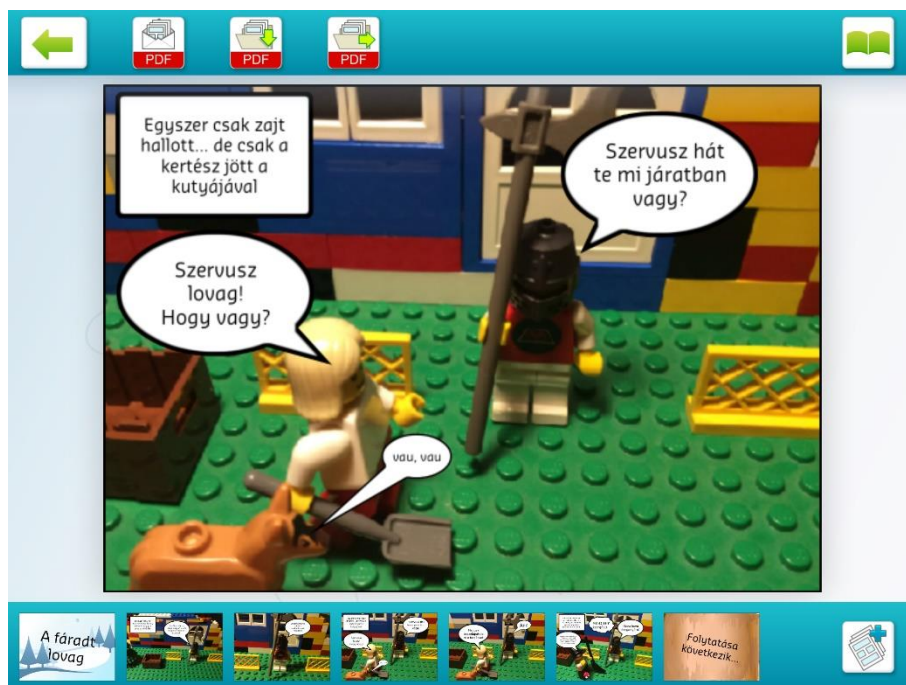 PDF
PDF
PDF
Egyszer csak zajt
hallott... de csak a
kertész jött a
kutyájával
Szervusz hát
te mi járatban
vagy?
Szervusz
lovag!
Hogy vagy?
vau, vau
A fáradt
lovag
Folytatása
következik...